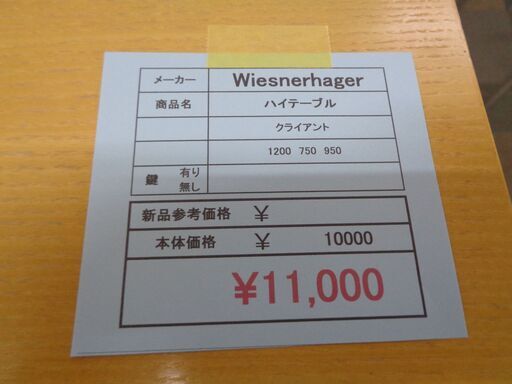 メーカー Wiesnerhager
商品名 ハイテーブル
クライアント
1200 750 950
鍵 有り
無し
新品参考価格 ¥
本体価格 ¥ 10000
¥11,000